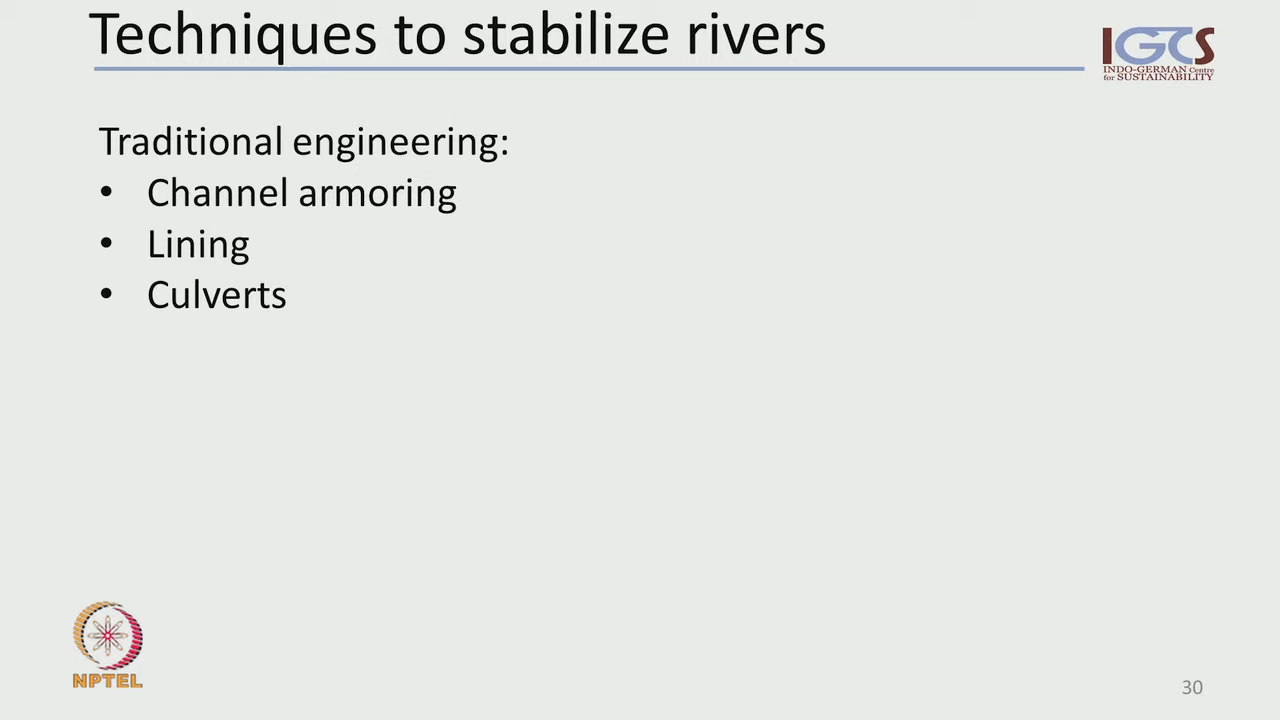 Techniques to stabilize rivers
IGCS
INDO-GERMAN Centre
for SUSTAINABILITY
Traditional engineering:
• Channel armoring
• Lining
• Culverts
NPTEL
30